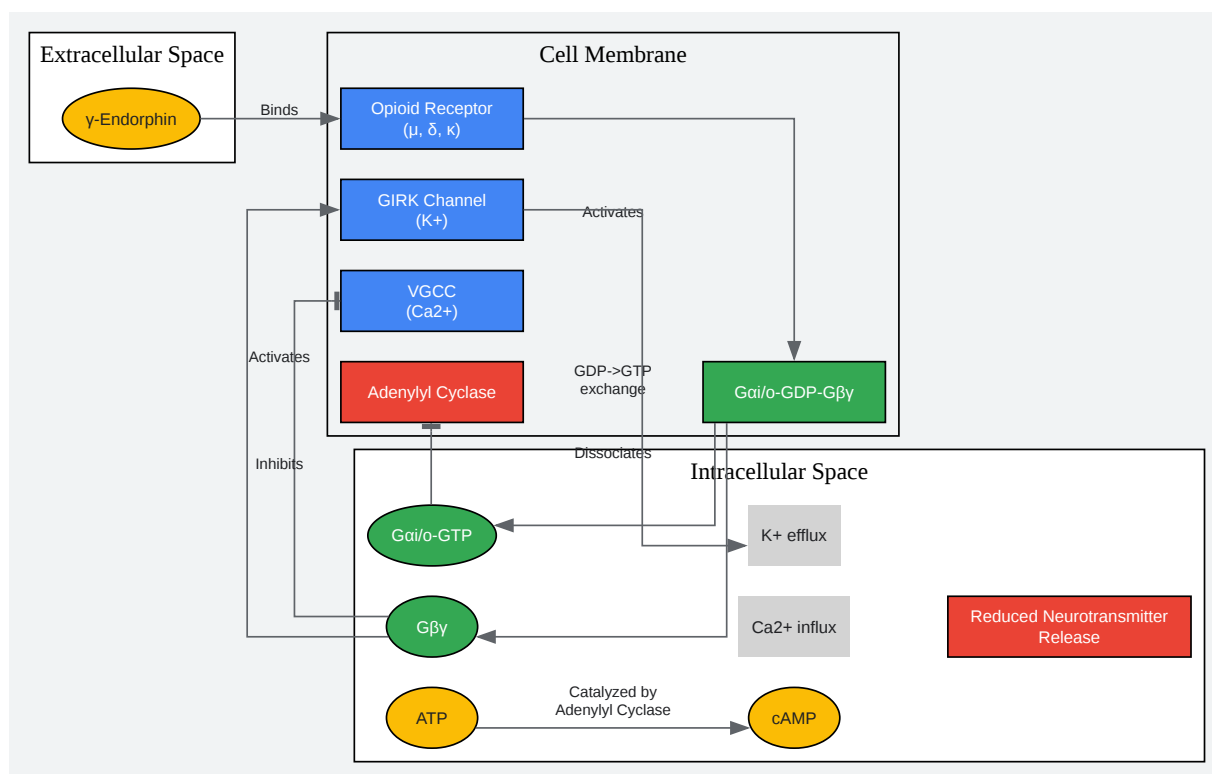 Extracellular Space
Cell Membrane
γ-Endorphin
Binds
Opioid Receptor
(μ, δ, κ)
GIRK Channel
(K+)
Activates
VGCC
(Ca2+)
Activates
GDP->GTP
exchange
Adenylyl Cyclase
Gαi/o-GDP-Gβγ
Inhibits
Dissociates
Intracellular Space
Gαi/o-GTP
K+ efflux
Gβγ
Ca2+ influx
Reduced Neurotransmitter
Release
Catalyzed by
Adenylyl Cyclase
ATP
cAMP